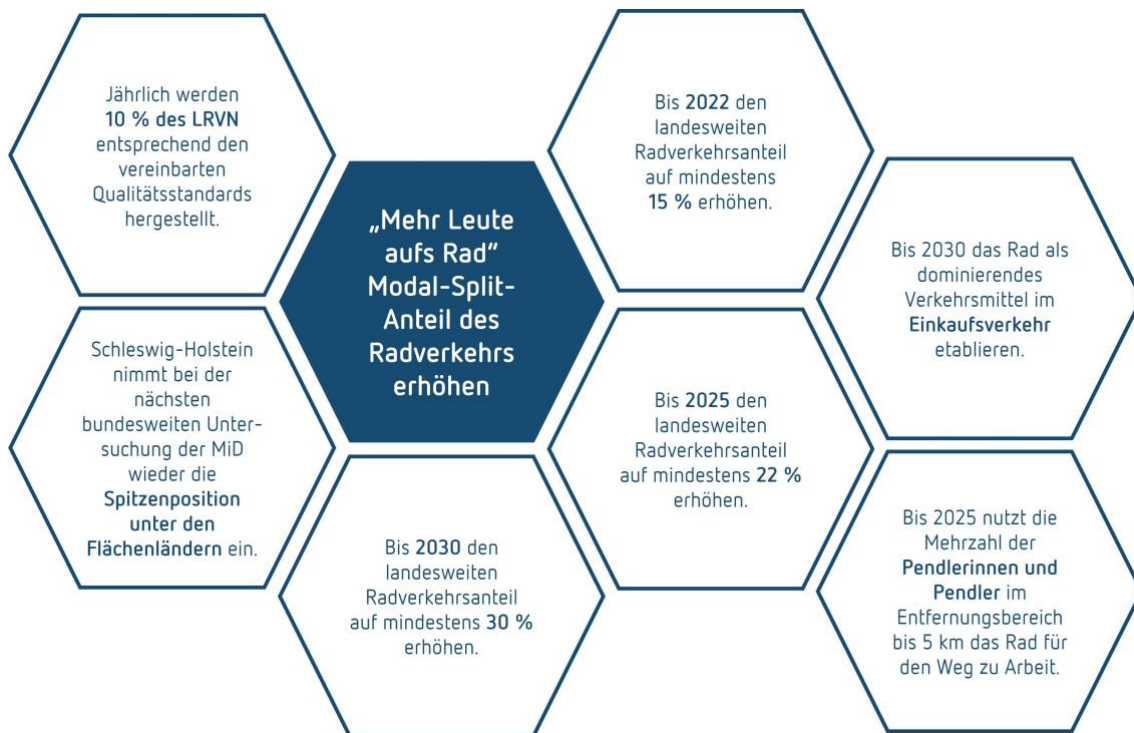 Jährlich werden
10 % des LRVN
entsprechend den
vereinbarten
Qualitätsstandards
hergestellt.
„Mehr Leute
aufs Rad“
Modal-Split-
Anteil des
Radverkehrs
erhöhen
Bis 2022 den
landesweiten
Radverkehrsanteil
auf mindestens
15 % erhöhen.
Bis 2030 das Rad als
dominierendes
Verkehrsmittel im
Einkaufsverkehr
etablieren.
Schleswig-Holstein
nimmt bei der
nächsten
bundesweiten Unter-
suchung der MiD
wieder die
Spitzenposition
unter den
Flächenländern ein.
Bis 2030 den
landesweiten
Radverkehrsanteil
auf mindestens 30 %
erhöhen.
Bis 2025 den
landesweiten
Radverkehrsanteil
auf mindestens 22 %
erhöhen.
Bis 2025 nutzt die
Mehrzahl der
Pendlerinnen und
Pendler im
Entfernungsbereich
bis 5 km das Rad für
den Weg zu Arbeit.